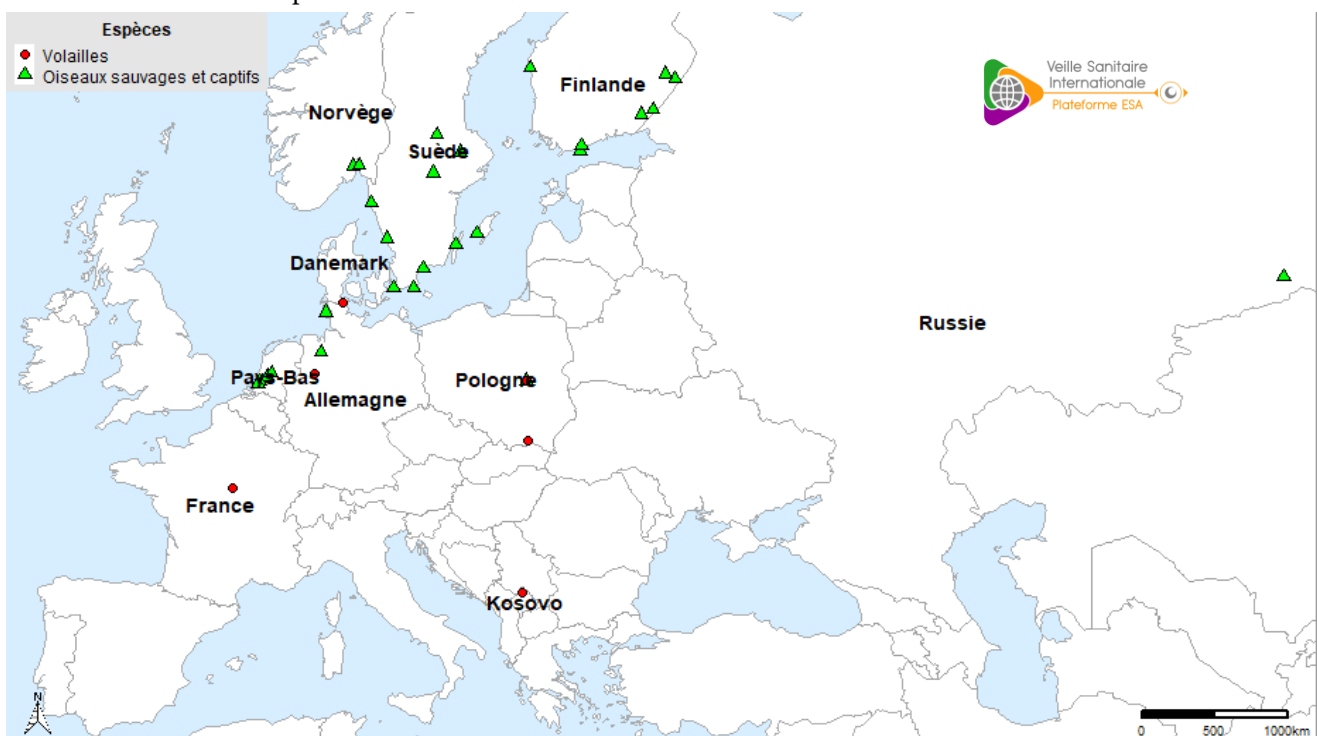 Espèces
Volailles
Oiseaux sauvages et captifs
Veille Sanitaire
Internationale
Plateforme ESA
Finlande
Norvège
Suède
Danemark
Russie
Pays-Bas
Pologne
Allemagne
France
Kosovo
N
0 500 1000km